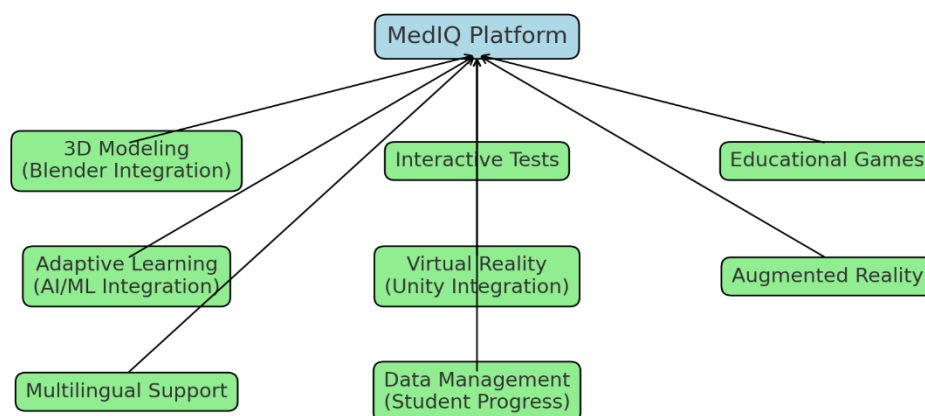 MedIQ Platform
3D Modeling
(Blender Integration)
Interactive Tests
Educational Games
Adaptive Learning
(AI/ML Integration)
Virtual Reality
(Unity Integration)
Augmented Reality
Multilingual Support
Data Management
(Student Progress)